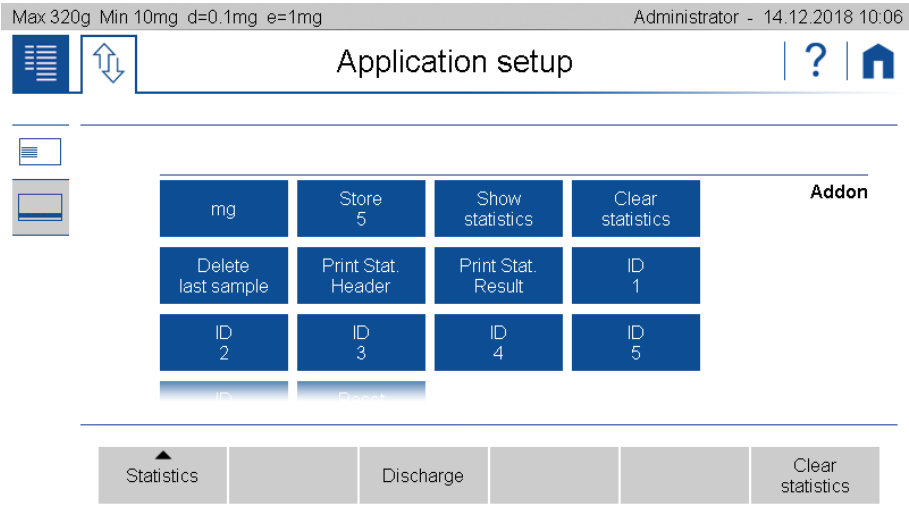 Max 320g Min 10mg d=0.1mg e=1mg Administrator - 14.12.2018 10:06
Application setup ?
Addon
mg
Store
5
Show
statistics
Clear
statistics
Delete
last sample
Print Stat.
Header
Print Stat.
Result
ID
1
ID
2
ID
3
ID
4
ID
5
ID
Reset
Statistics
Discharge
Clear
statistics